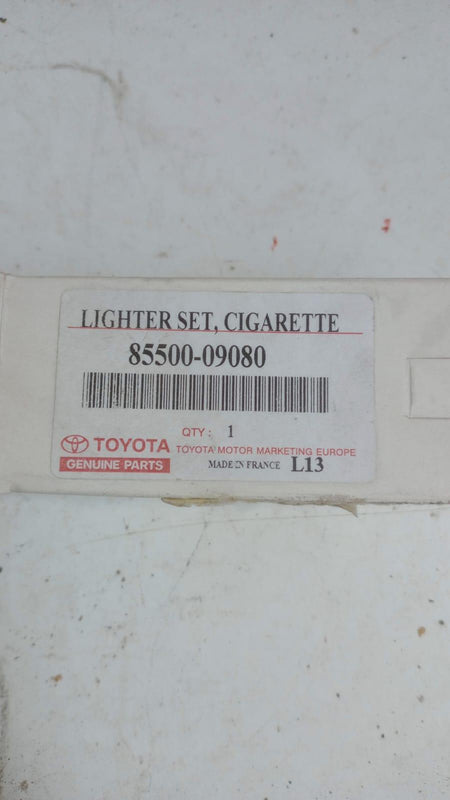 LIGHTER SET, CIGARETTE
85500-09080
QTY: 1
TOYOTA TOYOTA MOTOR MARKETING EUROPE
GENUINE PARTS MADE IN FRANCE L13